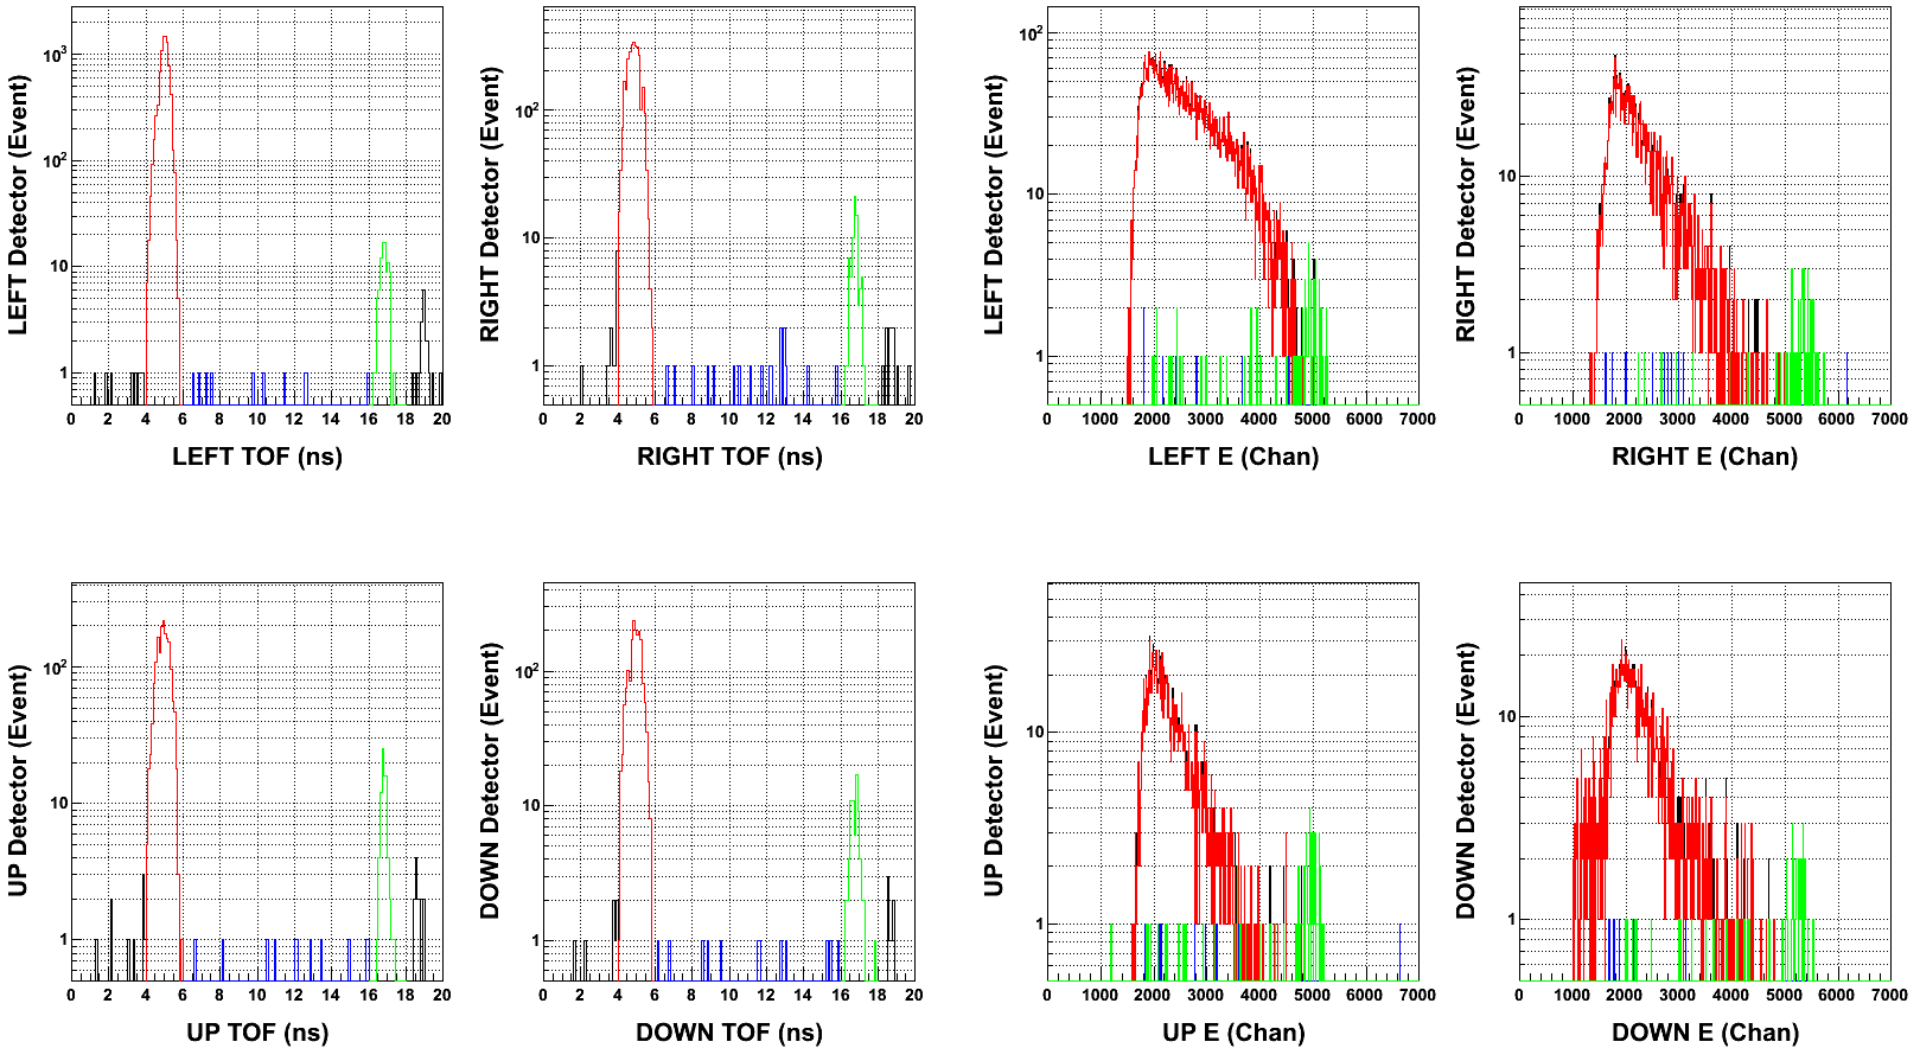 LEFT Detector (Event)
10³
10²
10
1
0 2 4 6 8 10 12 14 16 18 20
LEFT TOF (ns)
RIGHT Detector (Event)
10²
10
1
0 2 4 6 8 10 12 14 16 18 20
RIGHT TOF (ns)
LEFT Detector (Event)
10²
10
1
0 1000 2000 3000 4000 5000 6000 7000
LEFT E (Chan)
RIGHT Detector (Event)
10
1
0 1000 2000 3000 4000 5000 6000 7000
RIGHT E (Chan)
UP Detector (Event)
10²
10
1
0 2 4 6 8 10 12 14 16 18 20
UP TOF (ns)
DOWN Detector (Event)
10²
10
1
0 2 4 6 8 10 12 14 16 18 20
DOWN TOF (ns)
UP Detector (Event)
10
1
0 1000 2000 3000 4000 5000 6000 7000
UP E (Chan)
DOWN Detector (Event)
10
1
0 1000 2000 3000 4000 5000 6000 7000
DOWN E (Chan)